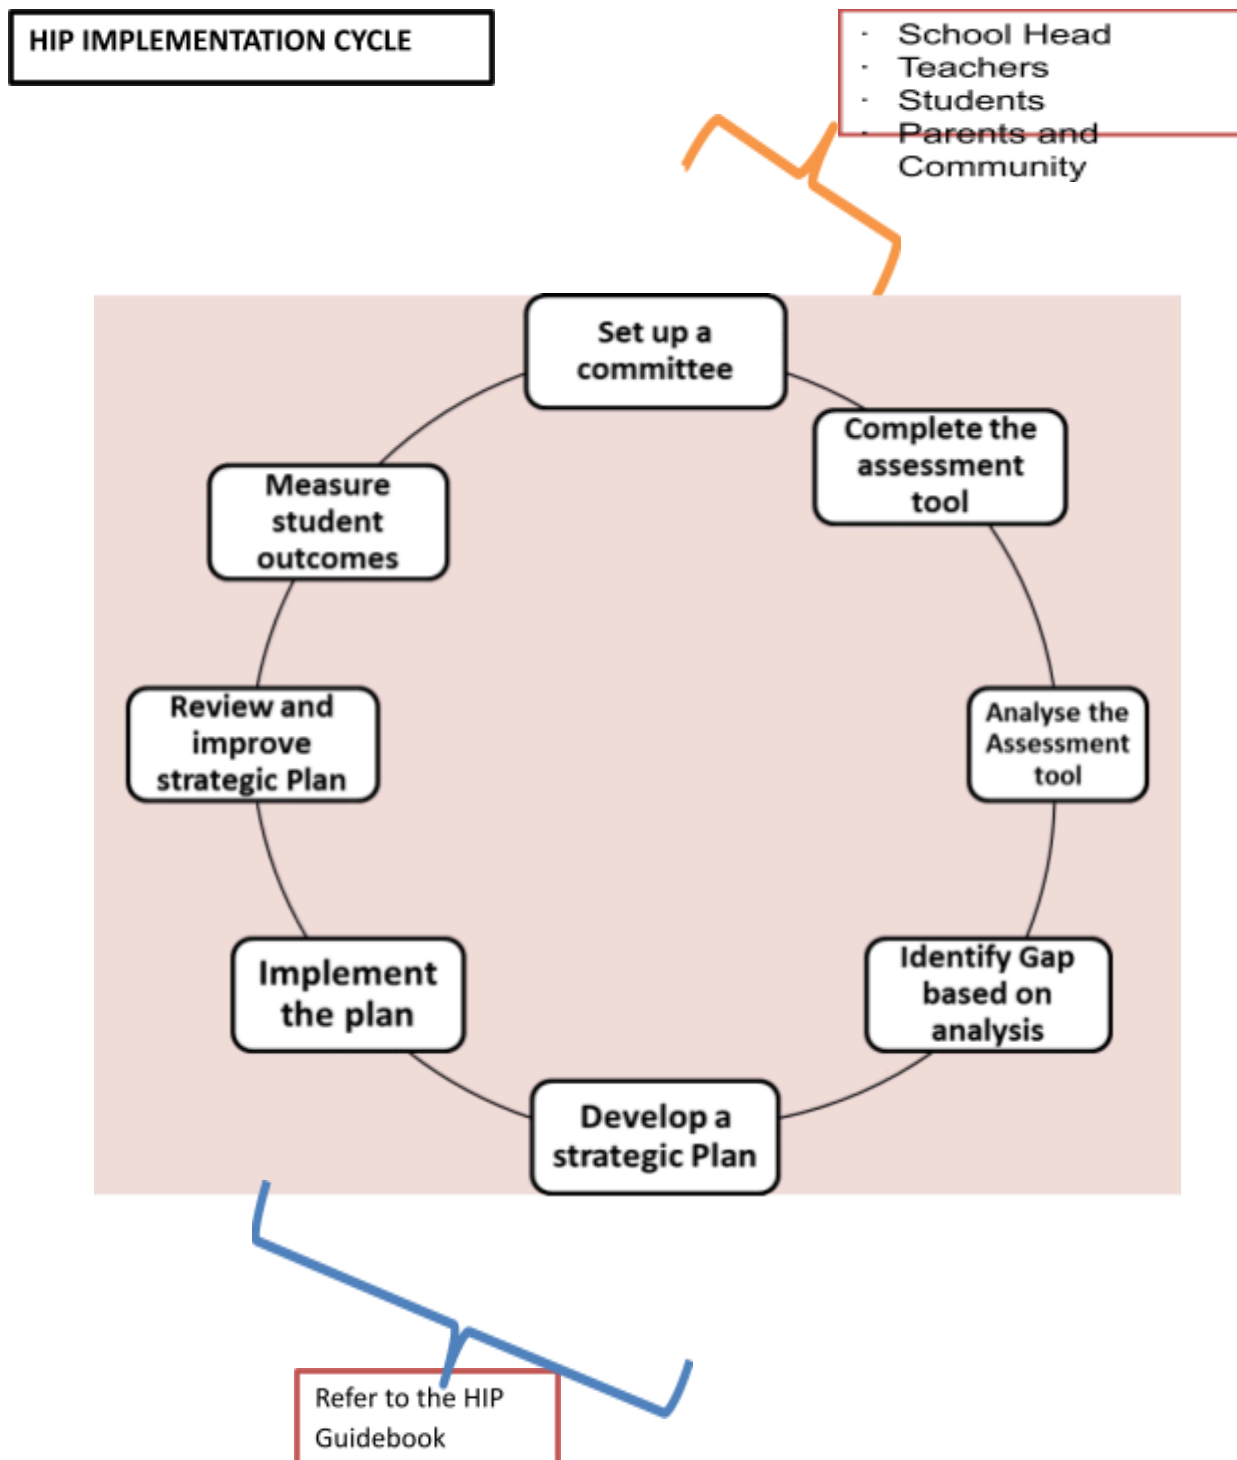 HIP IMPLEMENTATION CYCLE
· School Head
· Teachers
· Students
· Parents and
Community
Set up a
committee
Complete the
assessment
tool
Analyse the
Assessment
tool
Identify Gap
based on
analysis
Develop a
strategic Plan
Implement
the plan
Review and
improve
strategic Plan
Measure
student
outcomes
Refer to the HIP
Guidebook